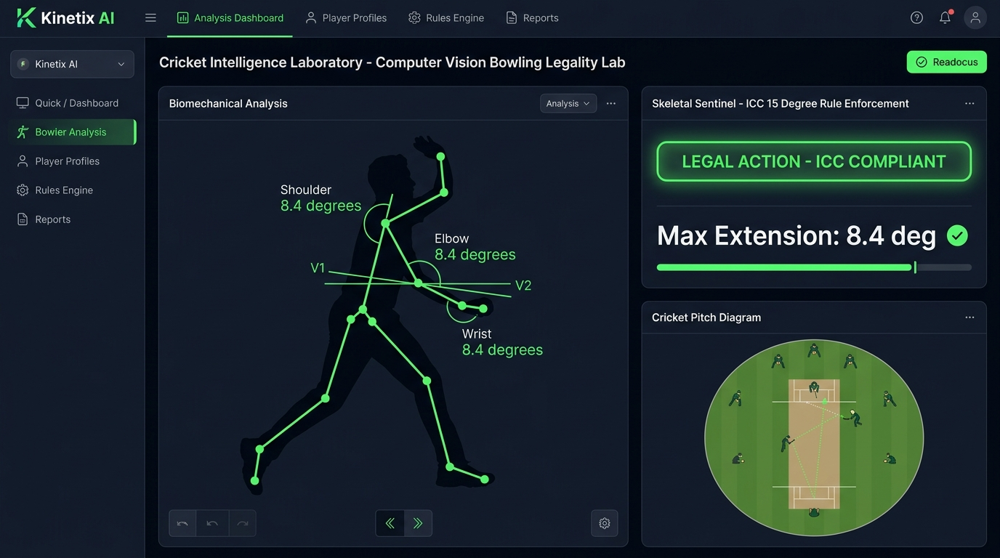 Kinetix AI
Analysis Dashboard
Player Profiles
Rules Engine
Reports
Kinetix AI
Quick / Dashboard
Bowler Analysis
Player Profiles
Rules Engine
Reports
Cricket Intelligence Laboratory - Computer Vision Bowling Legality Lab
Readocus
Biomechanical Analysis
Analysis
Shoulder
8.4 degrees
Elbow
8.4 degrees
V1
V2
Wrist
8.4 degrees
Skeletal Sentinel - ICC 15 Degree Rule Enforcement
LEGAL ACTION - ICC COMPLIANT
Max Extension: 8.4 deg
Cricket Pitch Diagram